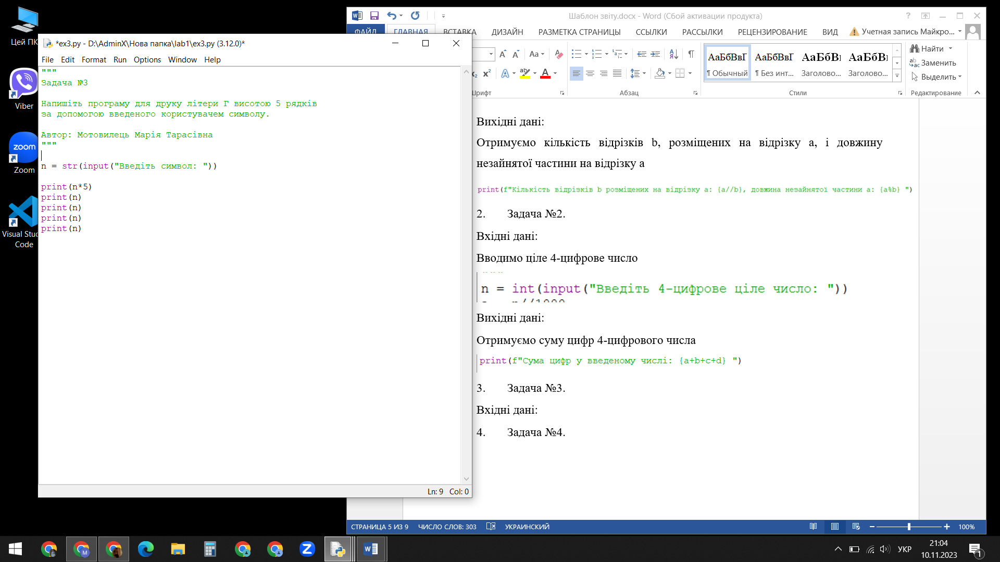 Цей ПК
Viber
Zoom
Visual Stu
Code
*ex3.py - D:\AdminX\Нова папка\lab1\ex3.py (3.12.0)*
File Edit Format Run Options Window Help
"""
Задача №3
Напишіть програму для друку літери Г висотою 5 рядків
за допомогою введеного користувачем символу.
Автор: Мотовилець Марія Тарасівна
"""
n = str(input("Введіть символ: "))
print(n*5)
print(n)
print(n)
print(n)
print(n)
Ln: 9 Col: 0
Шаблон звіту.docx - Word (Сбой активации продукта)
ФАЙЛ ГЛАВНАЯ ВСТАВКА ДИЗАЙН РАЗМЕТКА СТРАНИЦЫ ССЫЛКИ РАССЫЛКИ РЕЦЕНЗИРОВАНИЕ ВИД Учетная запись Майкро...
АаБбВвГ АаБбВвГ АаБбВ АаБбВ
¶ Обычный ¶ Без инт... Заголово... Заголово...
Найти
Заменить
Выделить
Шрифт Абзац Стили Редактирование
Вихідні дані:
Отримуємо кількість відрізків b, розміщених на відрізку a, і довжину
незайнятої частини на відрізку a
print(f"Кількість відрізків b розміщених на відрізку a: {a//b}, довжина незайнятої частини a: {a%b} ")
2. Задача №2.
Вхідні дані:
Вводимо ціле 4-цифрове число
n = int(input("Введіть 4-цифрове ціле число: "))
Вихідні дані:
Отримуємо суму цифр 4-цифрового числа
print(f"Сума цифр у введеному числі: {a+b+c+d} ")
3. Задача №3.
Вхідні дані:
4. Задача №4.
СТРАНИЦА 5 ИЗ 9 ЧИСЛО СЛОВ: 303 УКРАИНСКИЙ 100%
УКР
21:04
10.11.2023
1